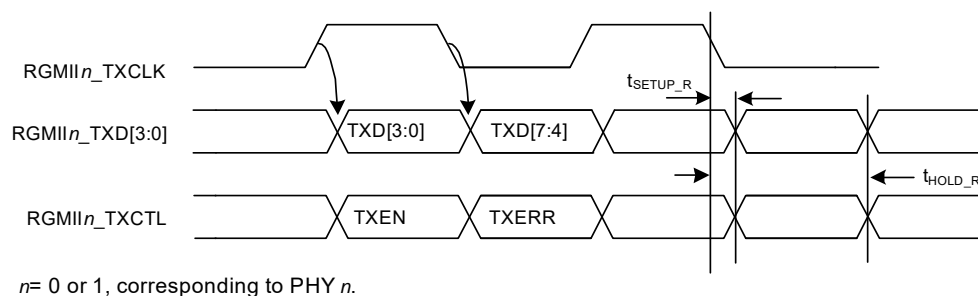 RGMIIn_TXCLK
tSETUP_R
RGMIIn_TXD[3:0]
TXD[3:0]
TXD[7:4]
tHOLD_R
RGMIIn_TXCTL
TXEN
TXERR
n= 0 or 1, corresponding to PHY n.